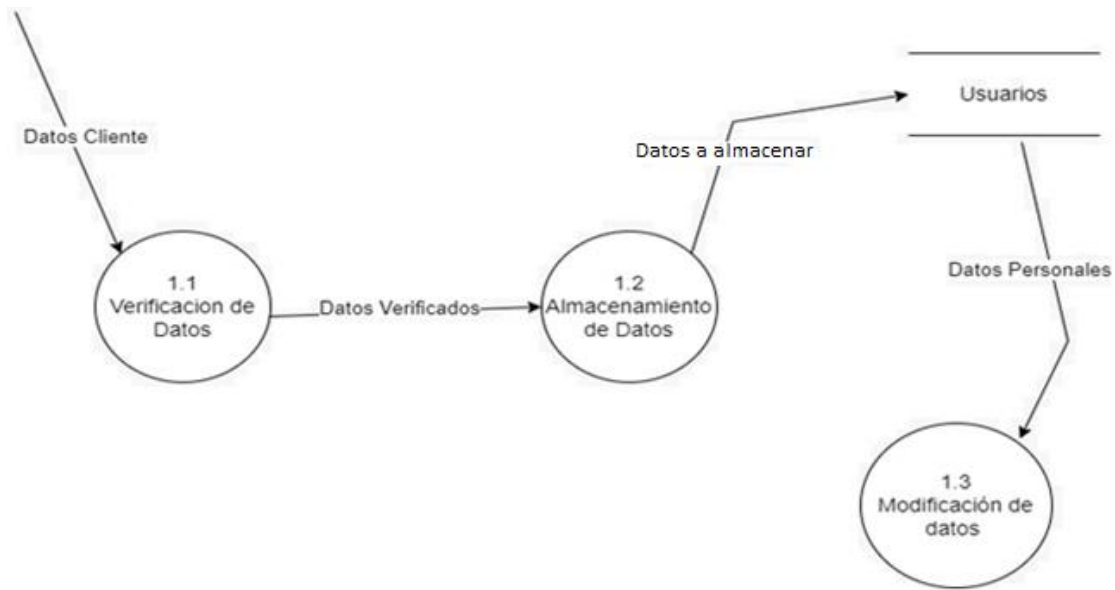 Datos Cliente
1.1
Verificacion de
Datos
Datos Verificados
1.2
Almacenamiento
de Datos
Datos a almacenar
Usuarios
Datos Personales
1.3
Modificación de
datos